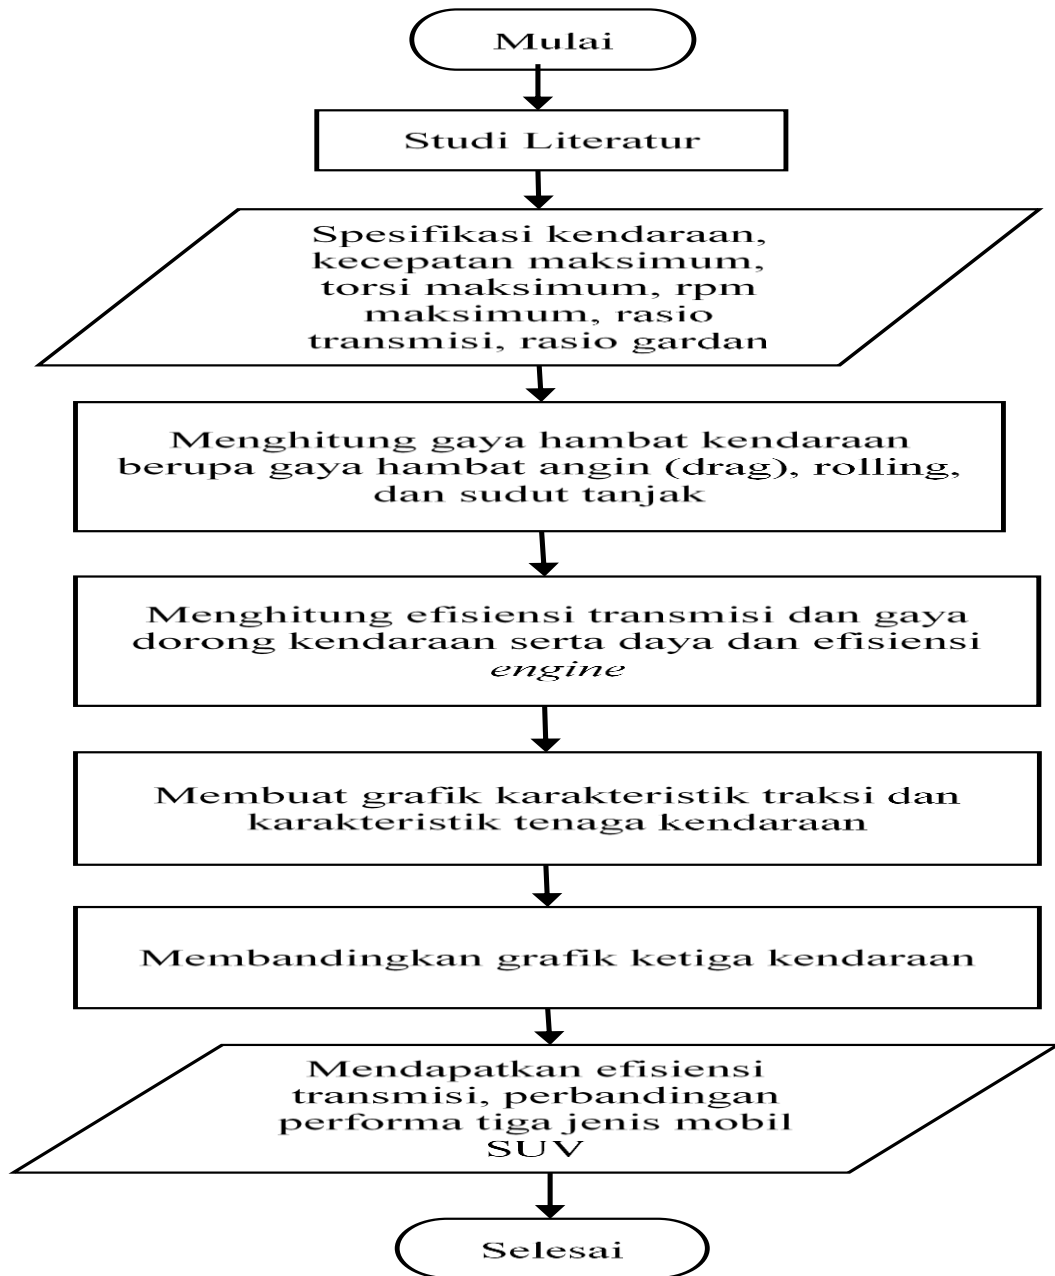 Mulai
Studi Literatur
Spesifikasi kendaraan,
kecepatan maksimum,
torsi maksimum, rpm
maksimum, rasio
transmisi, rasio gardan
Menghitung gaya hambat kendaraan
berupa gaya hambat angin (drag), rolling,
dan sudut tanjak
Menghitung efisiensi transmisi dan gaya
dorong kendaraan serta daya dan efisiensi
engine
Membuat grafik karakteristik traksi dan
karakteristik tenaga kendaraan
Membandingkan grafik ketiga kendaraan
Mendapatkan efisiensi
transmisi, perbandingan
performa tiga jenis mobil
SUV
Selesai